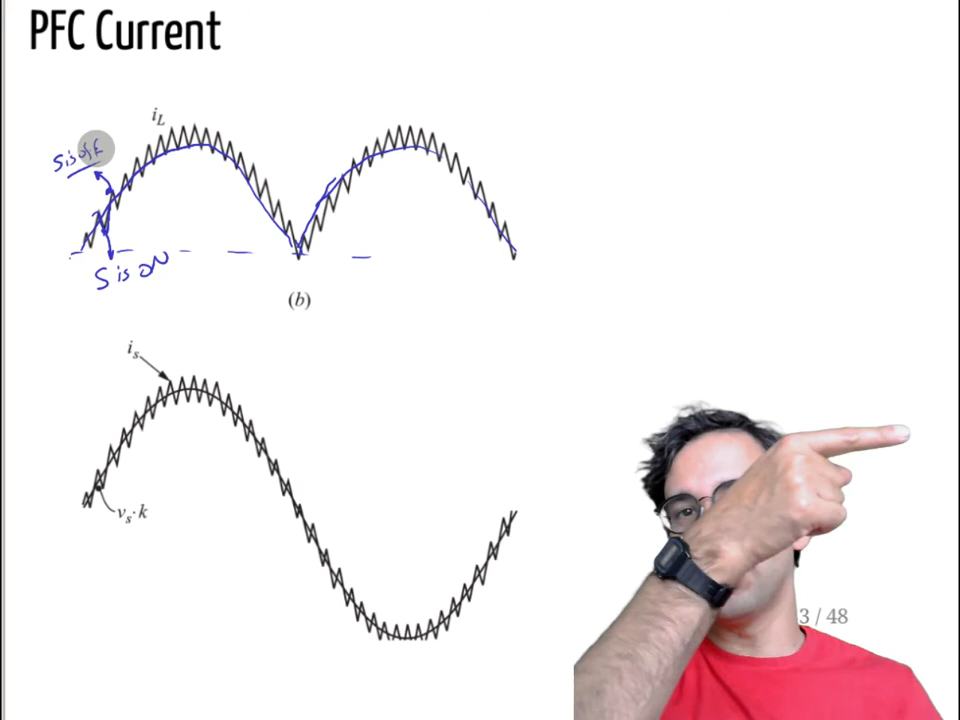 PFC Current
i_L
S is off
S is ON
(b)
i_s
v_s · k
3 / 48